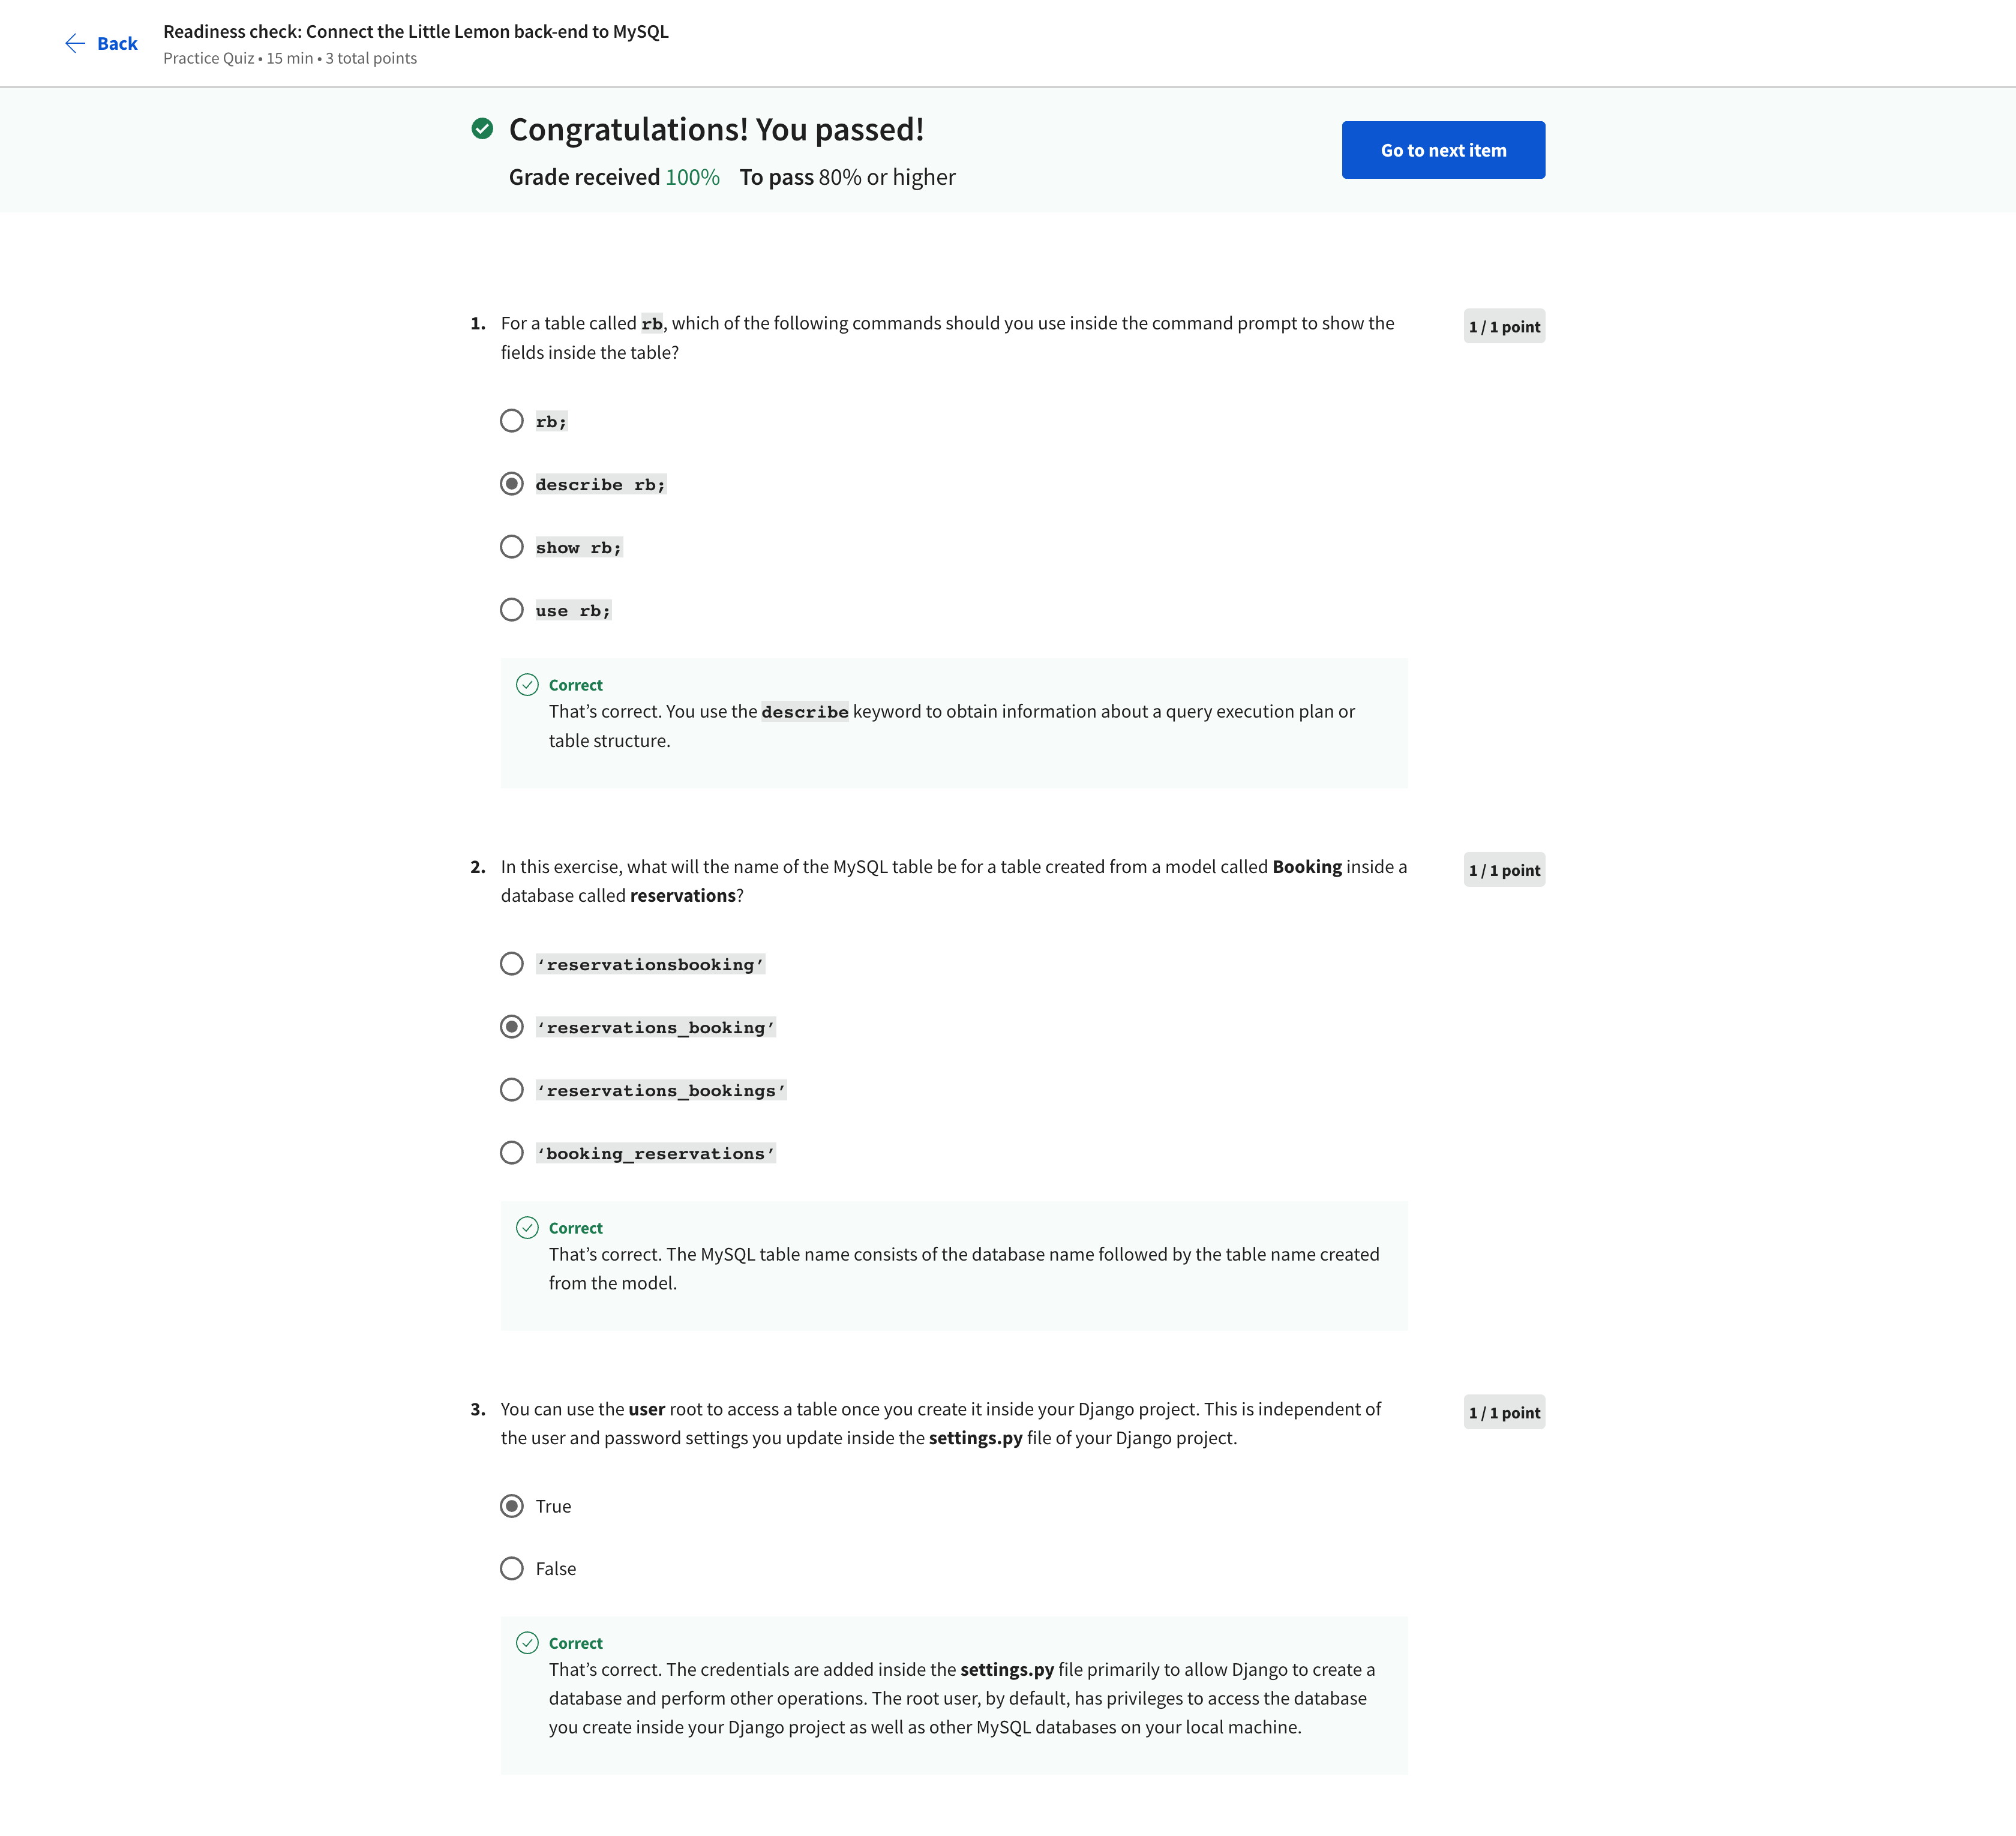 Back
Readiness check: Connect the Little Lemon back-end to MySQL
Practice Quiz • 15 min • 3 total points
Congratulations! You passed!
Grade received 100% To pass 80% or higher
Go to next item
1. For a table called rb, which of the following commands should you use inside the command prompt to show the
fields inside the table?
1 / 1 point
rb;
describe rb;
show rb;
use rb;
Correct
That’s correct. You use the describe keyword to obtain information about a query execution plan or
table structure.
2. In this exercise, what will the name of the MySQL table be for a table created from a model called Booking inside a
database called reservations?
1 / 1 point
‘reservationsbooking’
‘reservations_booking’
‘reservations_bookings’
‘booking_reservations’
Correct
That’s correct. The MySQL table name consists of the database name followed by the table name created
from the model.
3. You can use the user root to access a table once you create it inside your Django project. This is independent of
the user and password settings you update inside the settings.py file of your Django project.
1 / 1 point
True
False
Correct
That’s correct. The credentials are added inside the settings.py file primarily to allow Django to create a
database and perform other operations. The root user, by default, has privileges to access the database
you create inside your Django project as well as other MySQL databases on your local machine.